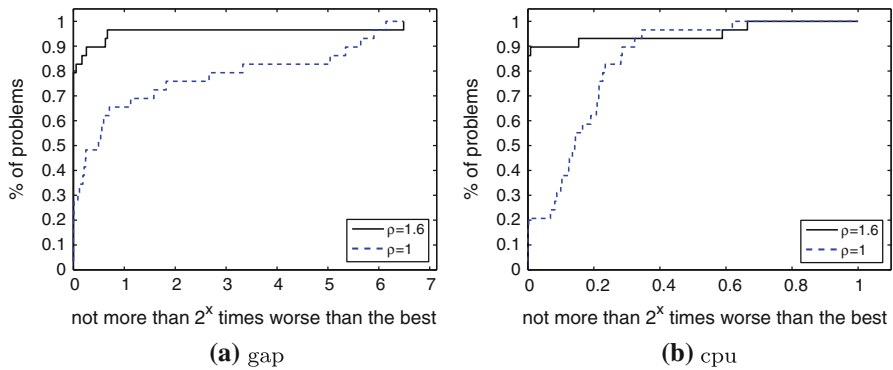 1
0.9
0.8
0.7
0.6
0.5
0.4
0.3
0.2
0.1
0
% of problems
ρ=1.6
ρ=1
0 1 2 3 4 5 6 7
not more than 2^x times worse than the best
(a) gap
1
0.9
0.8
0.7
0.6
0.5
0.4
0.3
0.2
0.1
0
% of problems
ρ=1.6
ρ=1
0 0.2 0.4 0.6 0.8 1
not more than 2^x times worse than the best
(b) cpu